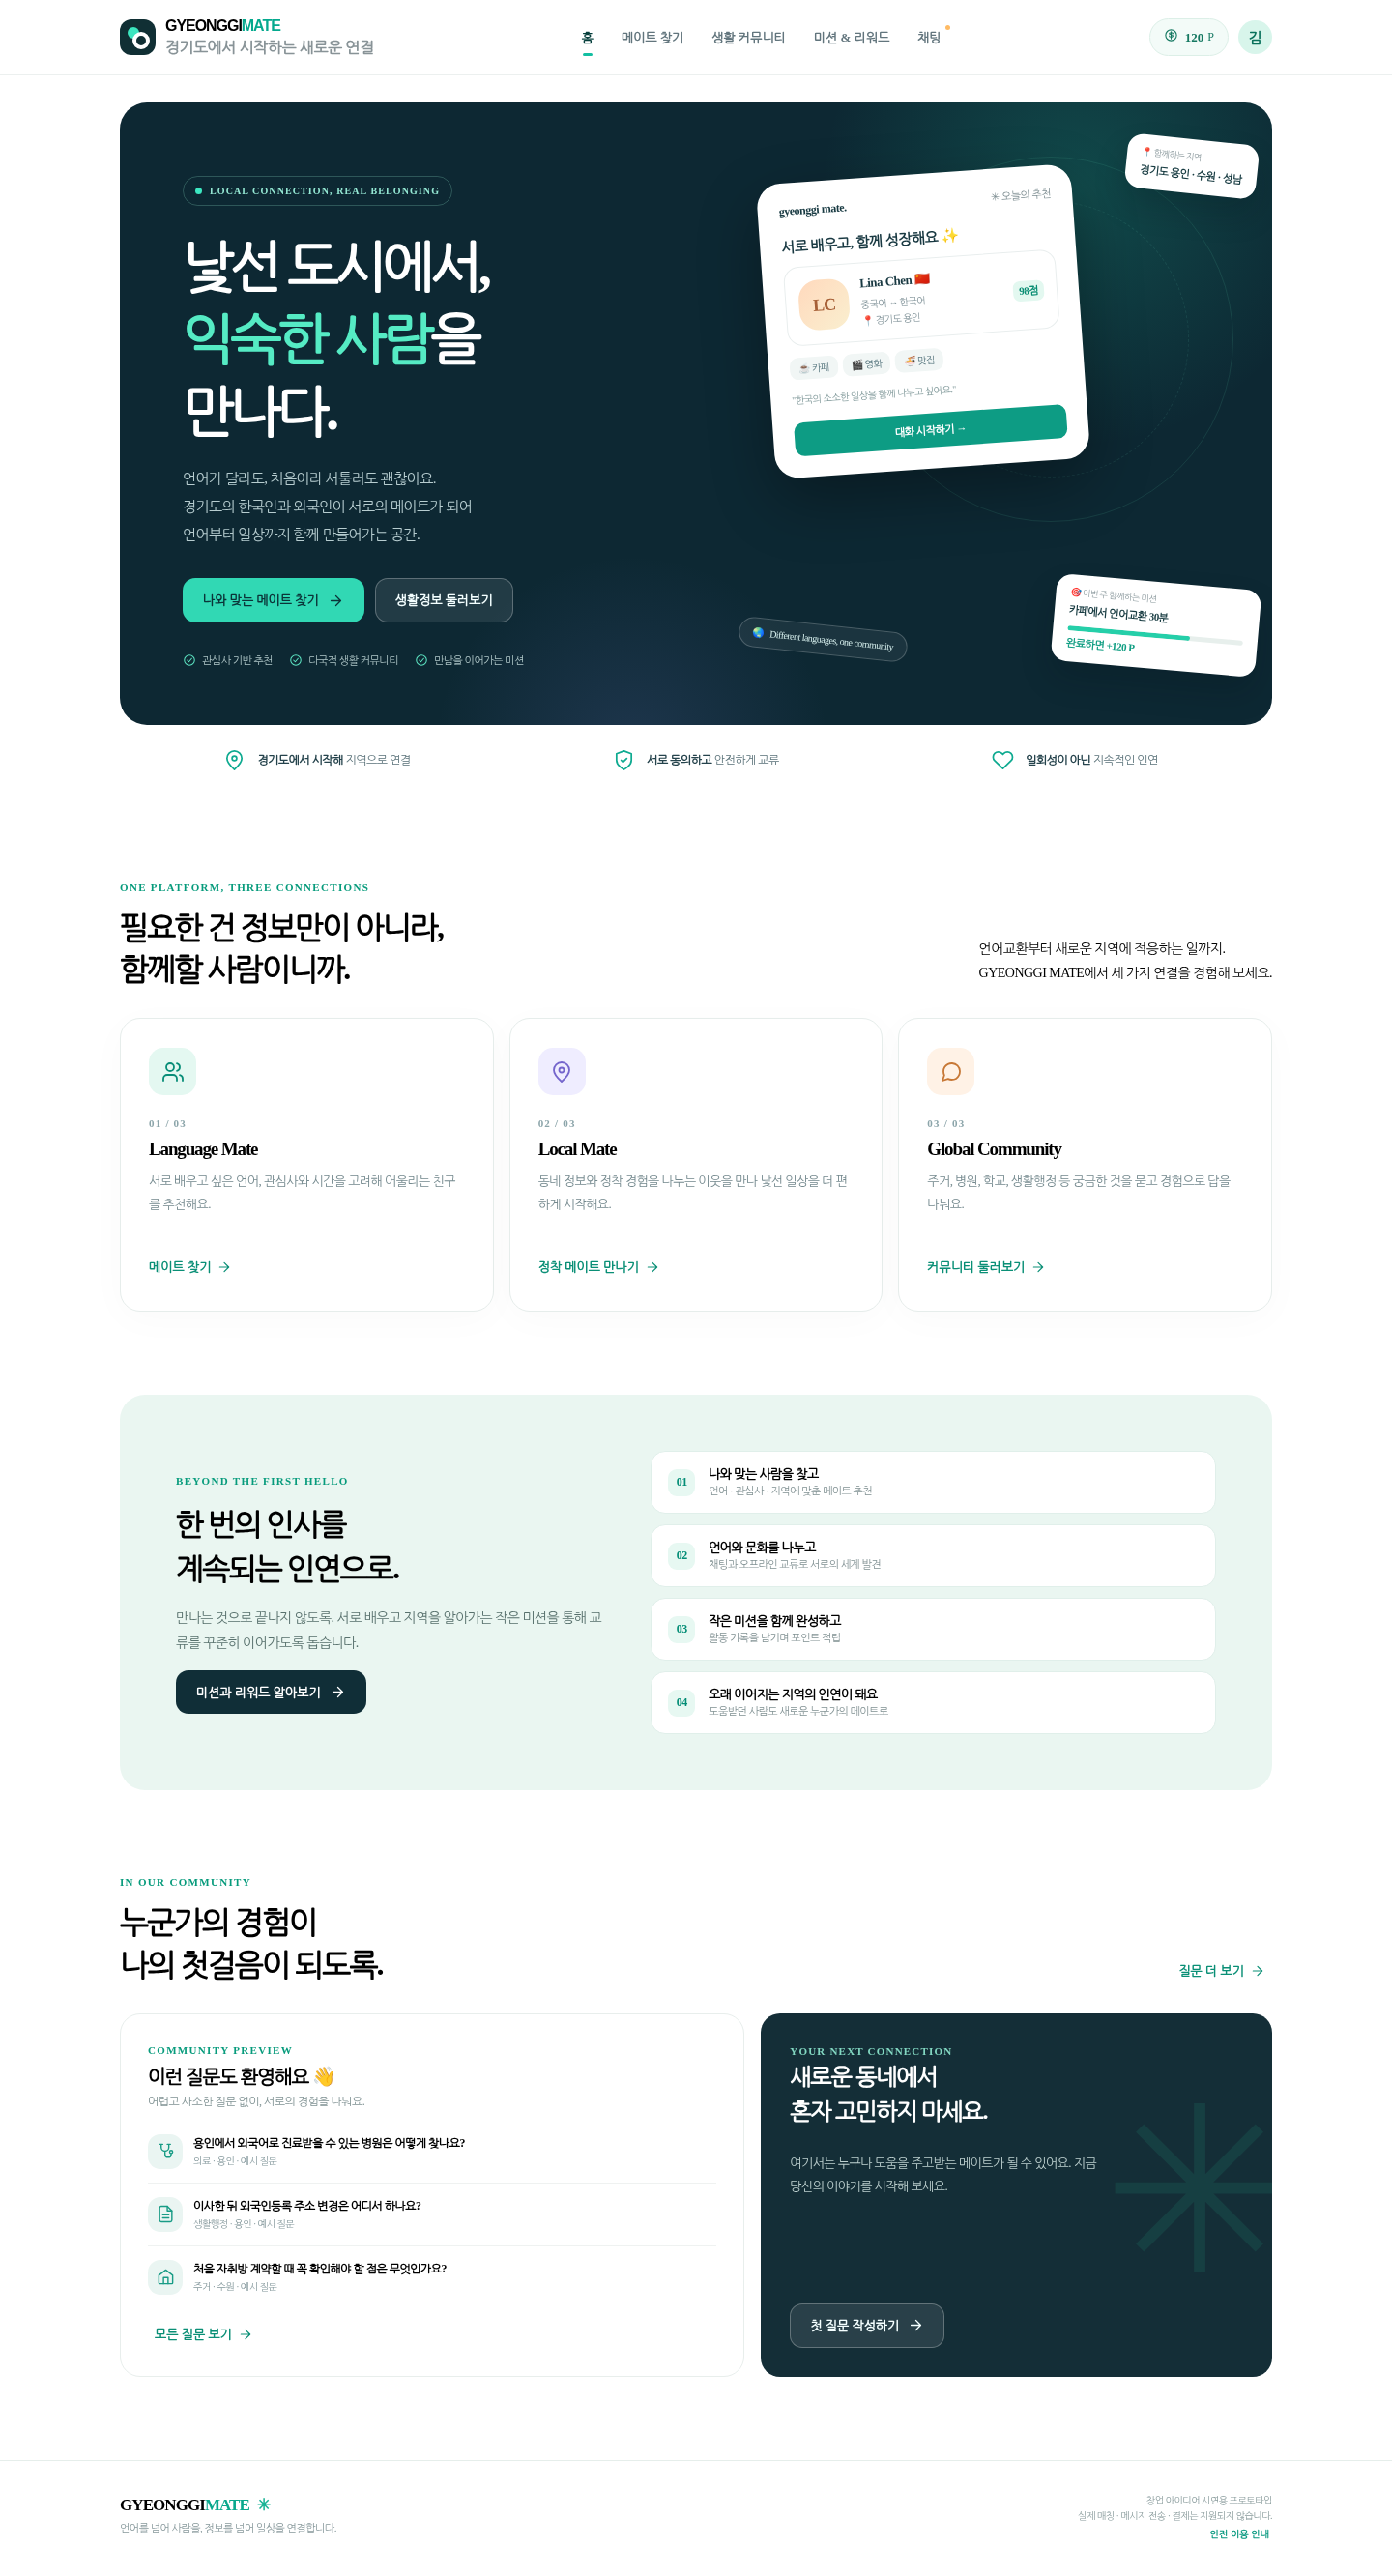 GYEONGGIMATE
경기도에서 시작하는 새로운 연결
홈
메이트 찾기
생활 커뮤니티
미션 & 리워드
채팅
120 P
김
LOCAL CONNECTION, REAL BELONGING
낯선 도시에서,
익숙한 사람을
만나다.
언어가 달라도, 처음이라 서툴러도 괜찮아요.
경기도의 한국인과 외국인이 서로의 메이트가 되어
언어부터 일상까지 함께 만들어가는 공간.
나와 맞는 메이트 찾기 →
생활정보 둘러보기
관심사 기반 추천
다국적 생활 커뮤니티
만남을 이어가는 미션
📍 함께하는 지역
경기도 용인 · 수원 · 성남
gyeonggi mate.
✳ 오늘의 추천
서로 배우고, 함께 성장해요 ✨
LC
Lina Chen 🇨🇳
중국어 ↔ 한국어
📍 경기도 용인
98점
☕ 카페
🎬 영화
🍜 맛집
"한국의 소소한 일상을 함께 나누고 싶어요."
대화 시작하기 →
🌏 Different languages, one community
🎯 이번 주 함께하는 미션
카페에서 언어교환 30분
완료하면 +120 P
경기도에서 시작해 지역으로 연결
서로 동의하고 안전하게 교류
일회성이 아닌 지속적인 인연
ONE PLATFORM, THREE CONNECTIONS
필요한 건 정보만이 아니라,
함께할 사람이니까.
언어교환부터 새로운 지역에 적응하는 일까지.
GYEONGGI MATE에서 세 가지 연결을 경험해 보세요.
01 / 03
Language Mate
서로 배우고 싶은 언어, 관심사와 시간을 고려해 어울리는 친구
를 추천해요.
메이트 찾기 →
02 / 03
Local Mate
동네 정보와 정착 경험을 나누는 이웃을 만나 낯선 일상을 더 편
하게 시작해요.
정착 메이트 만나기 →
03 / 03
Global Community
주거, 병원, 학교, 생활행정 등 궁금한 것을 묻고 경험으로 답을
나눠요.
커뮤니티 둘러보기 →
BEYOND THE FIRST HELLO
한 번의 인사를
계속되는 인연으로.
만나는 것으로 끝나지 않도록. 서로 배우고 지역을 알아가는 작은 미션을 통해 교
류를 꾸준히 이어가도록 돕습니다.
미션과 리워드 알아보기 →
01
나와 맞는 사람을 찾고
언어 · 관심사 · 지역에 맞춘 메이트 추천
02
언어와 문화를 나누고
채팅과 오프라인 교류로 서로의 세계 발견
03
작은 미션을 함께 완성하고
활동 기록을 남기며 포인트 적립
04
오래 이어지는 지역의 인연이 돼요
도움받던 사람도 새로운 누군가의 메이트로
IN OUR COMMUNITY
누군가의 경험이
나의 첫걸음이 되도록.
질문 더 보기 →
COMMUNITY PREVIEW
이런 질문도 환영해요 👋
어렵고 사소한 질문 없이, 서로의 경험을 나눠요.
용인에서 외국어로 진료받을 수 있는 병원은 어떻게 찾나요?
의료 · 용인 · 예시 질문
이사한 뒤 외국인등록 주소 변경은 어디서 하나요?
생활행정 · 용인 · 예시 질문
처음 자취방 계약할 때 꼭 확인해야 할 점은 무엇인가요?
주거 · 수원 · 예시 질문
모든 질문 보기 →
YOUR NEXT CONNECTION
새로운 동네에서
혼자 고민하지 마세요.
여기서는 누구나 도움을 주고받는 메이트가 될 수 있어요. 지금
당신의 이야기를 시작해 보세요.
첫 질문 작성하기 →
GYEONGGIMATE ✳
언어를 넘어 사람을, 정보를 넘어 일상을 연결합니다.
창업 아이디어 시연용 프로토타입
실제 매칭 · 메시지 전송 · 결제는 지원되지 않습니다.
안전 이용 안내